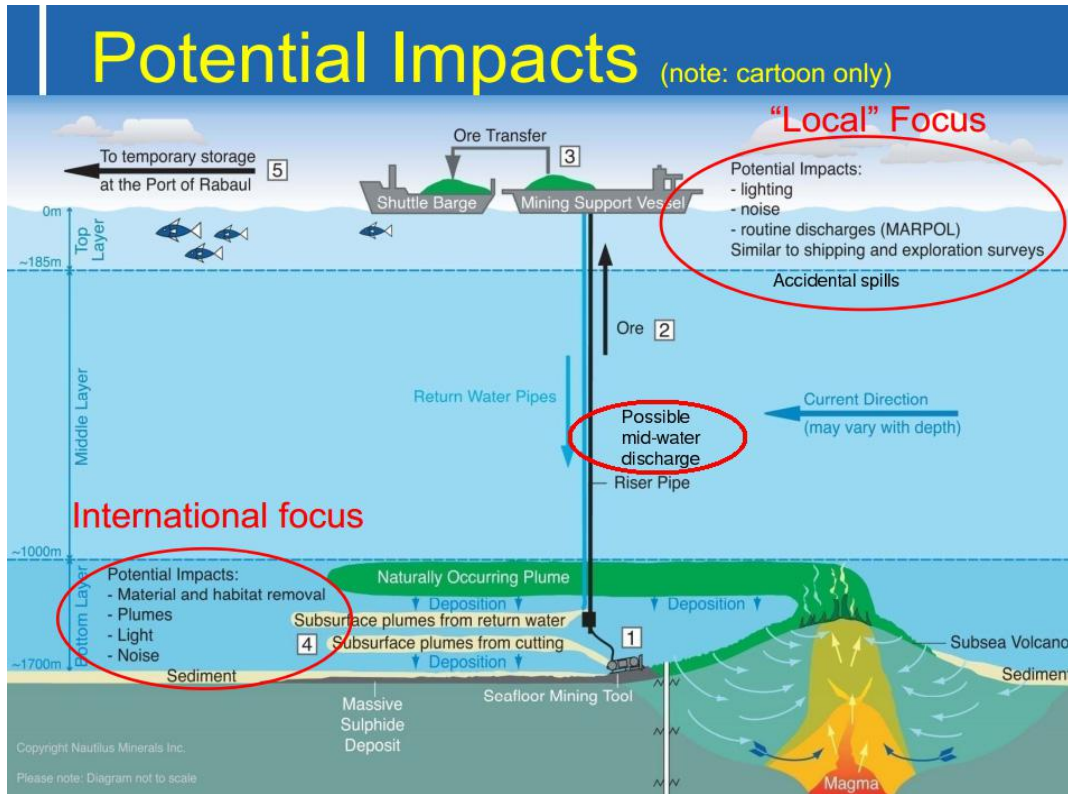 Potential Impacts (note: cartoon only)
"Local" Focus
Potential Impacts:
- lighting
- noise
- routine discharges (MARPOL)
Similar to shipping and exploration surveys
Accidental spills
Ore Transfer
3
To temporary storage
at the Port of Rabaul
5
Shuttle Barge
Mining Support Vessel
0m
Top
Layer
~185m
Ore 2
Return Water Pipes
Current Direction
(may vary with depth)
Possible
mid-water
discharge
Middle Layer
Riser Pipe
International focus
~1000m
Potential Impacts:
- Material and habitat removal
- Plumes
- Light
- Noise
Bottom Layer
Naturally Occurring Plume
Deposition
Deposition
Subsurface plumes from return water
4
Subsurface plumes from cutting
1
Deposition
Subsea Volcano
~1700m
Sediment
Sediment
Seafloor Mining Tool
Massive
Sulphide
Deposit
Copyright Nautilus Minerals Inc.
Please note: Diagram not to scale
Magma